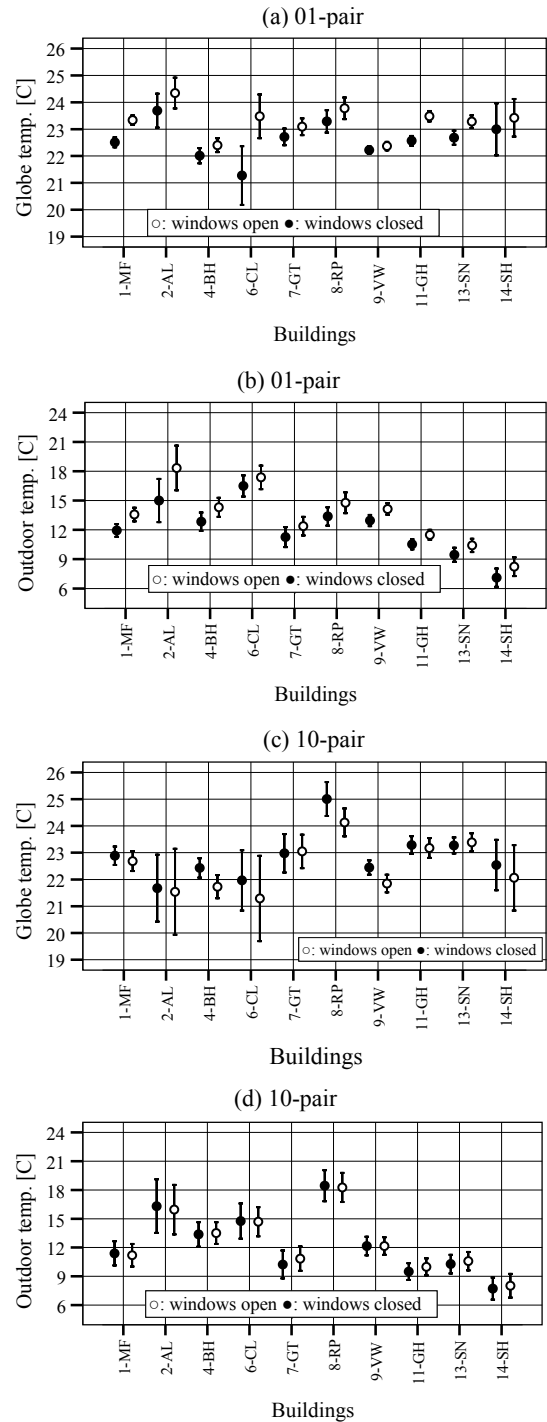 (a) 01-pair
Globe temp. [C]
26
25
24
23
22
21
20
19
○: windows open ●: windows closed
1-MF
2-AL
4-BH
6-CL
7-GT
8-RP
9-VW
11-GH
13-SN
14-SH
Buildings
(b) 01-pair
Outdoor temp. [C]
24
21
18
15
12
9
6
○: windows open ●: windows closed
1-MF
2-AL
4-BH
6-CL
7-GT
8-RP
9-VW
11-GH
13-SN
14-SH
Buildings
(c) 10-pair
Globe temp. [C]
26
25
24
23
22
21
20
19
○: windows open ●: windows closed
1-MF
2-AL
4-BH
6-CL
7-GT
8-RP
9-VW
11-GH
13-SN
14-SH
Buildings
(d) 10-pair
Outdoor temp. [C]
24
21
18
15
12
9
6
○: windows open ●: windows closed
1-MF
2-AL
4-BH
6-CL
7-GT
8-RP
9-VW
11-GH
13-SN
14-SH
Buildings